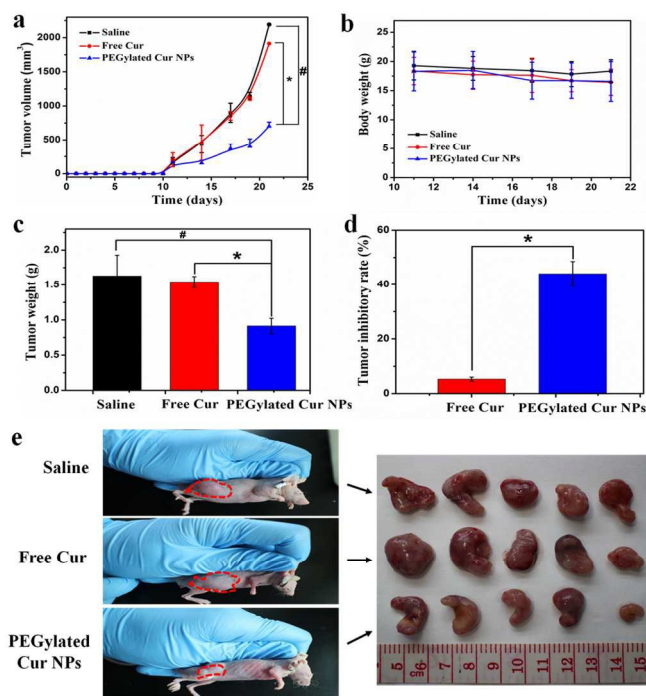 a
Tumor volume (mm³)
2000
1500
1000
500
0
Saline
Free Cur
PEGylated Cur NPs
*
#
0 5 10 15 20 25
Time (days)
b
Body weight (g)
30
25
20
15
10
5
0
Saline
Free Cur
PEGylated Cur NPs
10 12 14 16 18 20 22
Time (days)
c
Tumor weight (g)
2.0
1.5
1.0
0.5
0.0
#
*
Saline Free Cur PEGylated Cur NPs
d
Tumor inhibitory rate (%)
60
40
20
0
*
Free Cur PEGylated Cur NPs
e
Saline
Free Cur
PEGylated
Cur NPs
5 6 7 8 9 10 11 12 13 14 15
cm